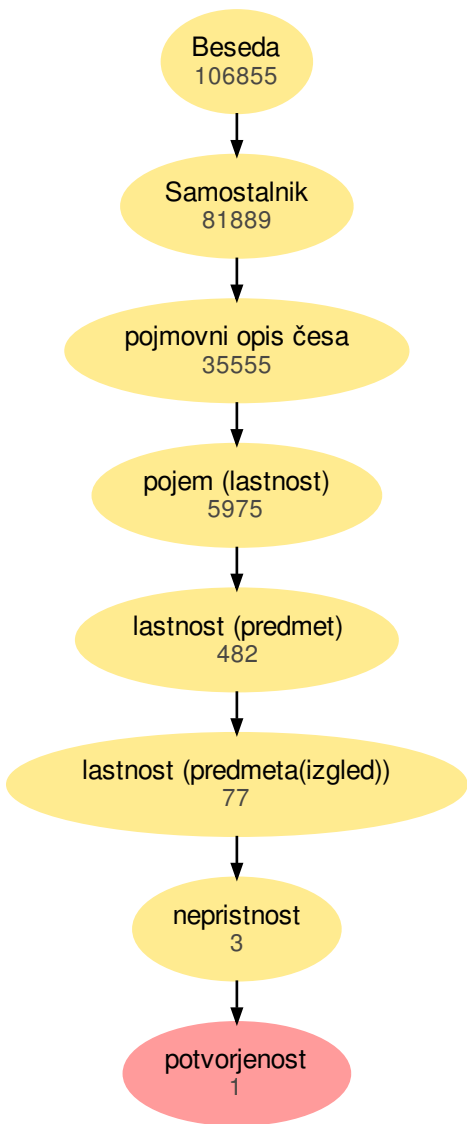 Beseda
106855
Samostalnik
81889
pojmovni opis česa
35555
pojem (lastnost)
5975
lastnost (predmet)
482
lastnost (predmeta(izgled))
77
nepristnost
3
potvorjenost
1